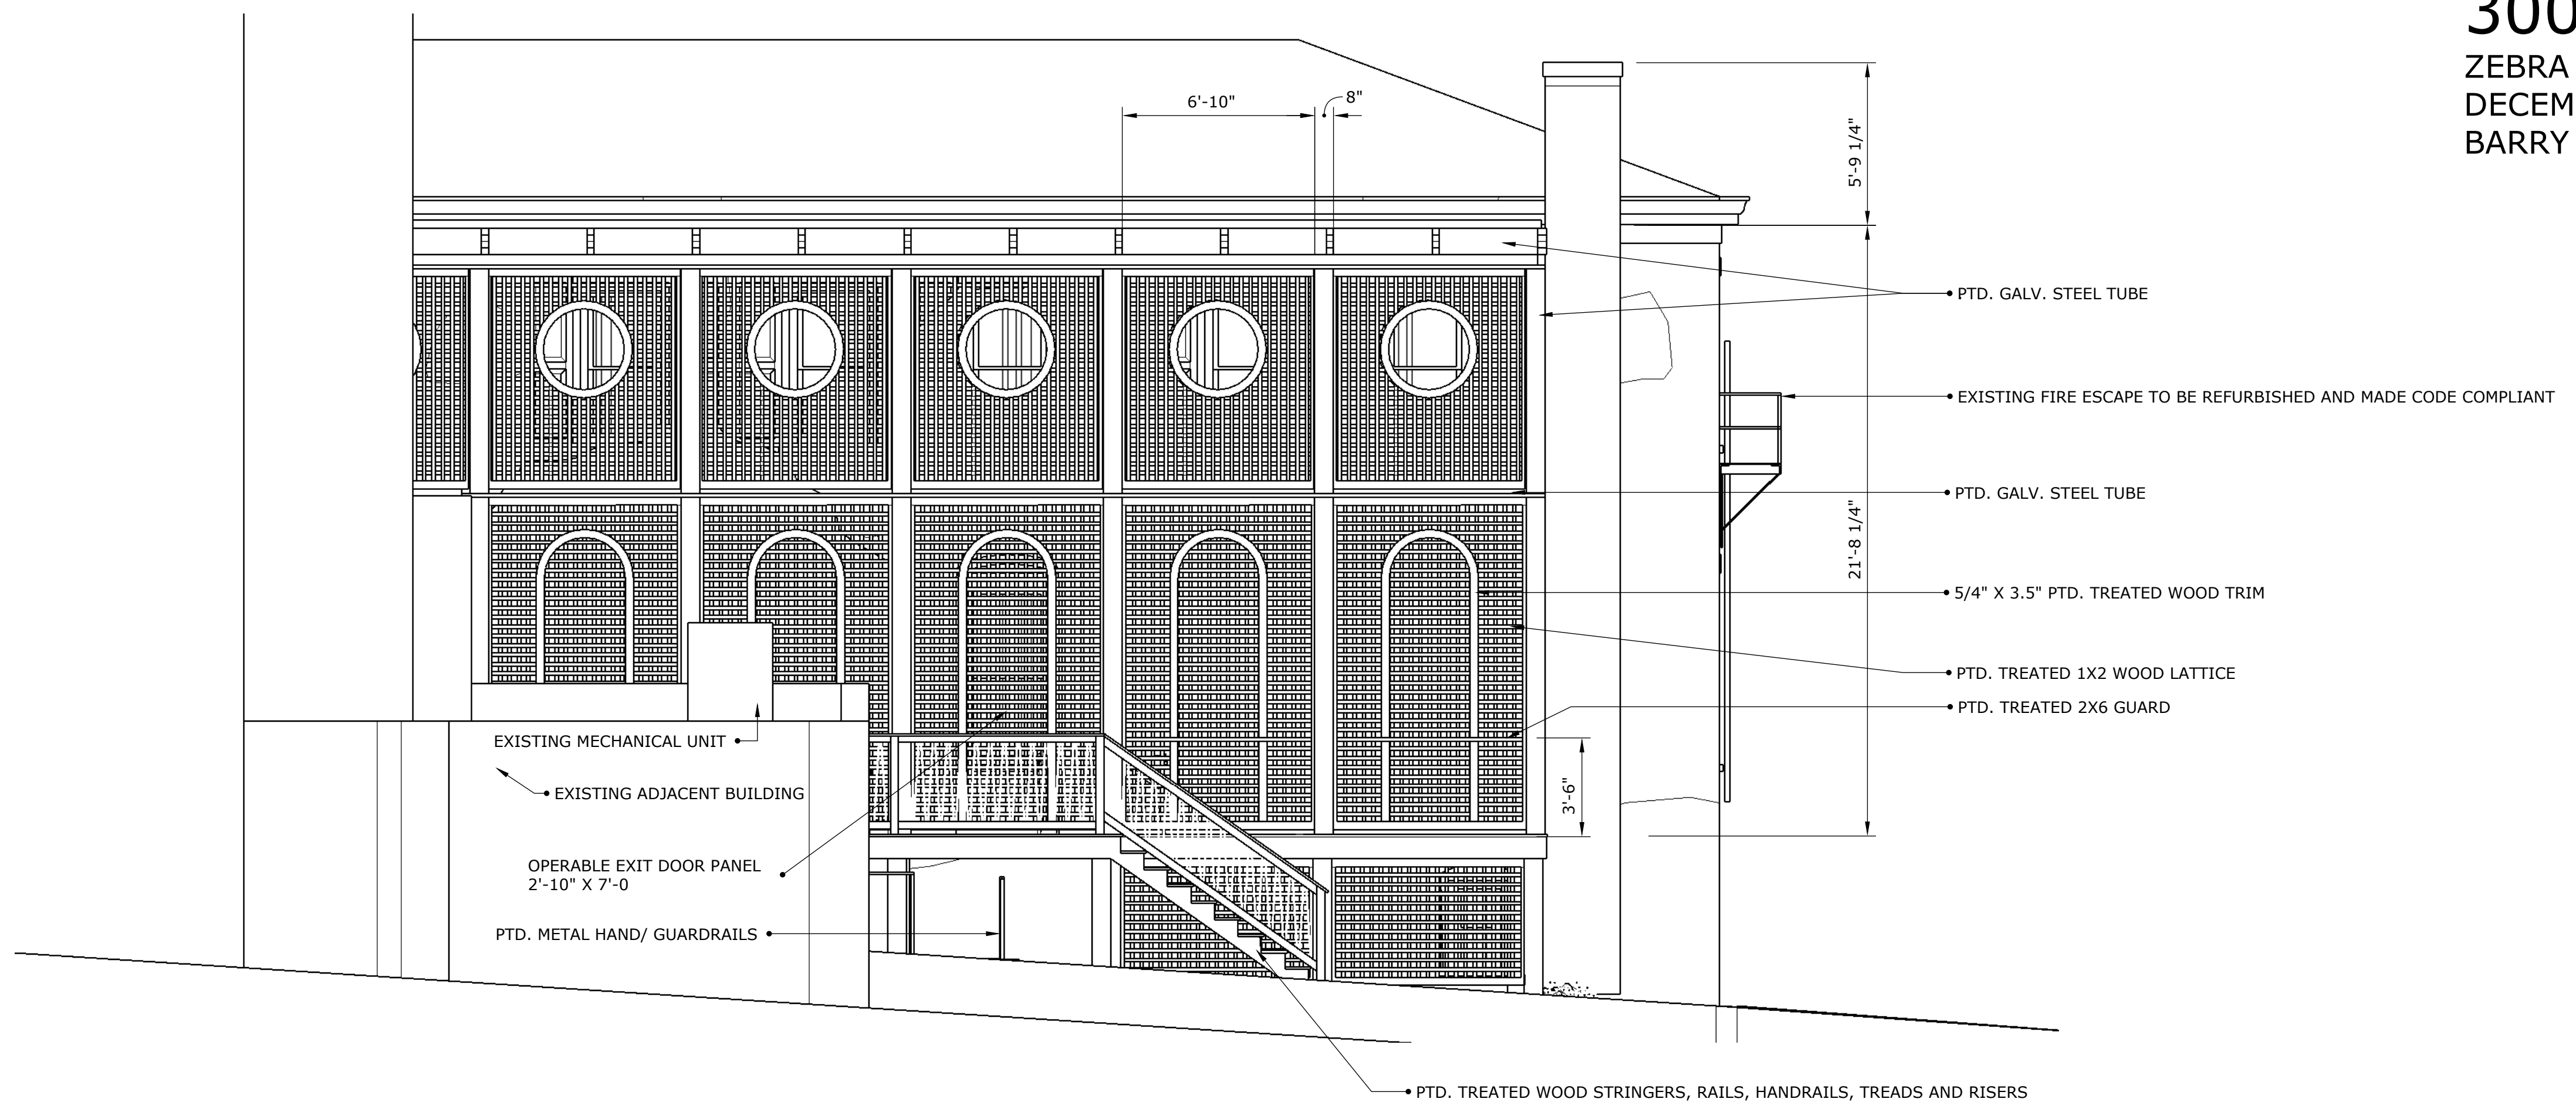 300
ZEBRA
DECEM
BARRY
6'-10"
8"
5'-9 1/4"
PTD. GALV. STEEL TUBE
EXISTING FIRE ESCAPE TO BE REFURBISHED AND MADE CODE COMPLIANT
PTD. GALV. STEEL TUBE
21'-8 1/4"
5/4" X 3.5" PTD. TREATED WOOD TRIM
PTD. TREATED 1X2 WOOD LATTICE
PTD. TREATED 2X6 GUARD
EXISTING MECHANICAL UNIT
EXISTING ADJACENT BUILDING
3'-6"
OPERABLE EXIT DOOR PANEL
2'-10" X 7'-0
PTD. METAL HAND/ GUARDRAILS
PTD. TREATED WOOD STRINGERS, RAILS, HANDRAILS, TREADS AND RISERS